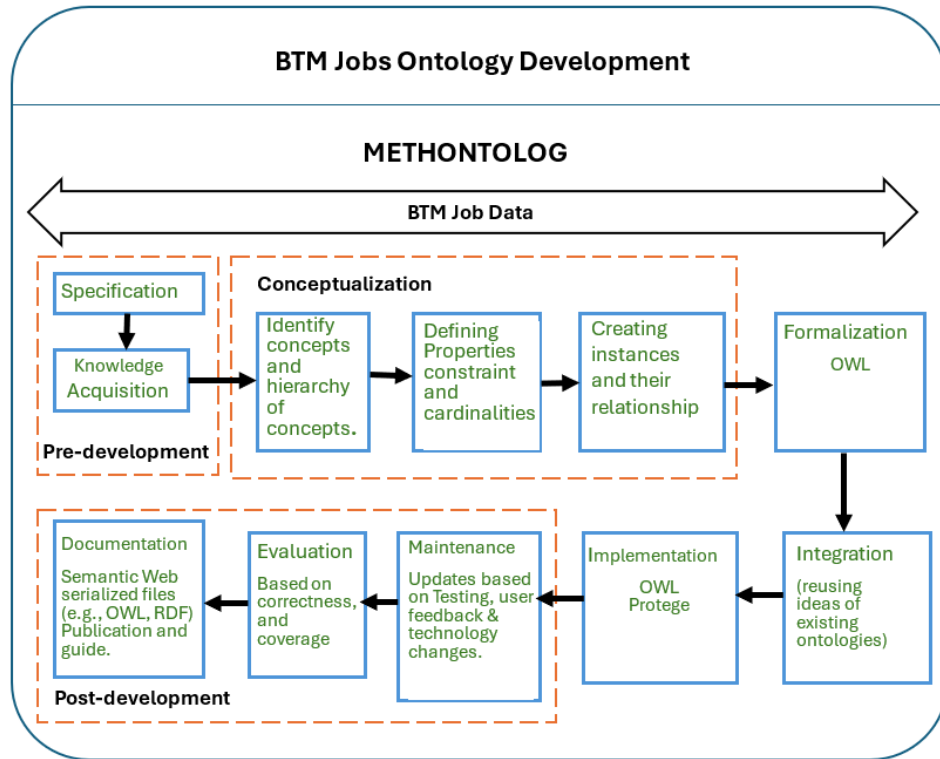 BTM Jobs Ontology Development
METHONTOLOG
BTM Job Data
Specification
Knowledge
Acquisition
Pre-development
Conceptualization
Identify
concepts
and
hierarchy
of
concepts.
Defining
Properties
constraint
and
cardinalities
Creating
instances
and their
relationship
Formalization
OWL
Integration
(reusing
ideas of
existing
ontologies)
Implementation
OWL
Protege
Maintenance
Updates based
on Testing, user
feedback &
technology
changes.
Evaluation
Based on
correctness,
and
coverage
Documentation
Semantic Web
serialized files
(e.g., OWL, RDF)
Publication and
guide.
Post-development